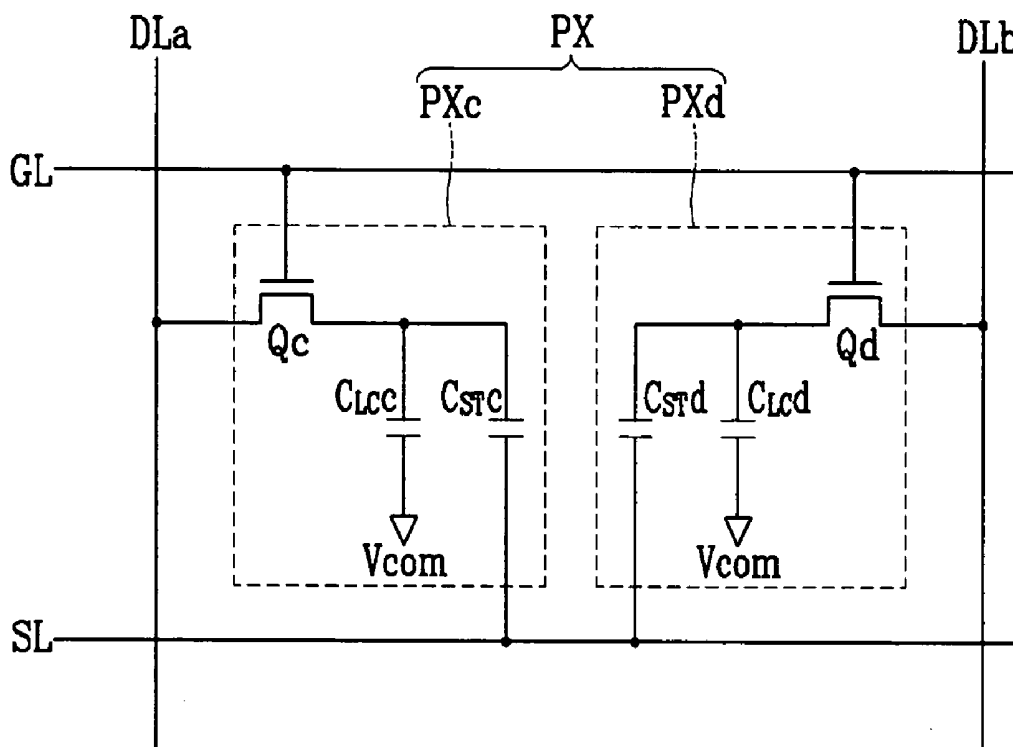 DLa PX DLb
PXc PXd
GL
Qc Qd
CLCc CSTc CSTd CLCd
Vcom Vcom
SL